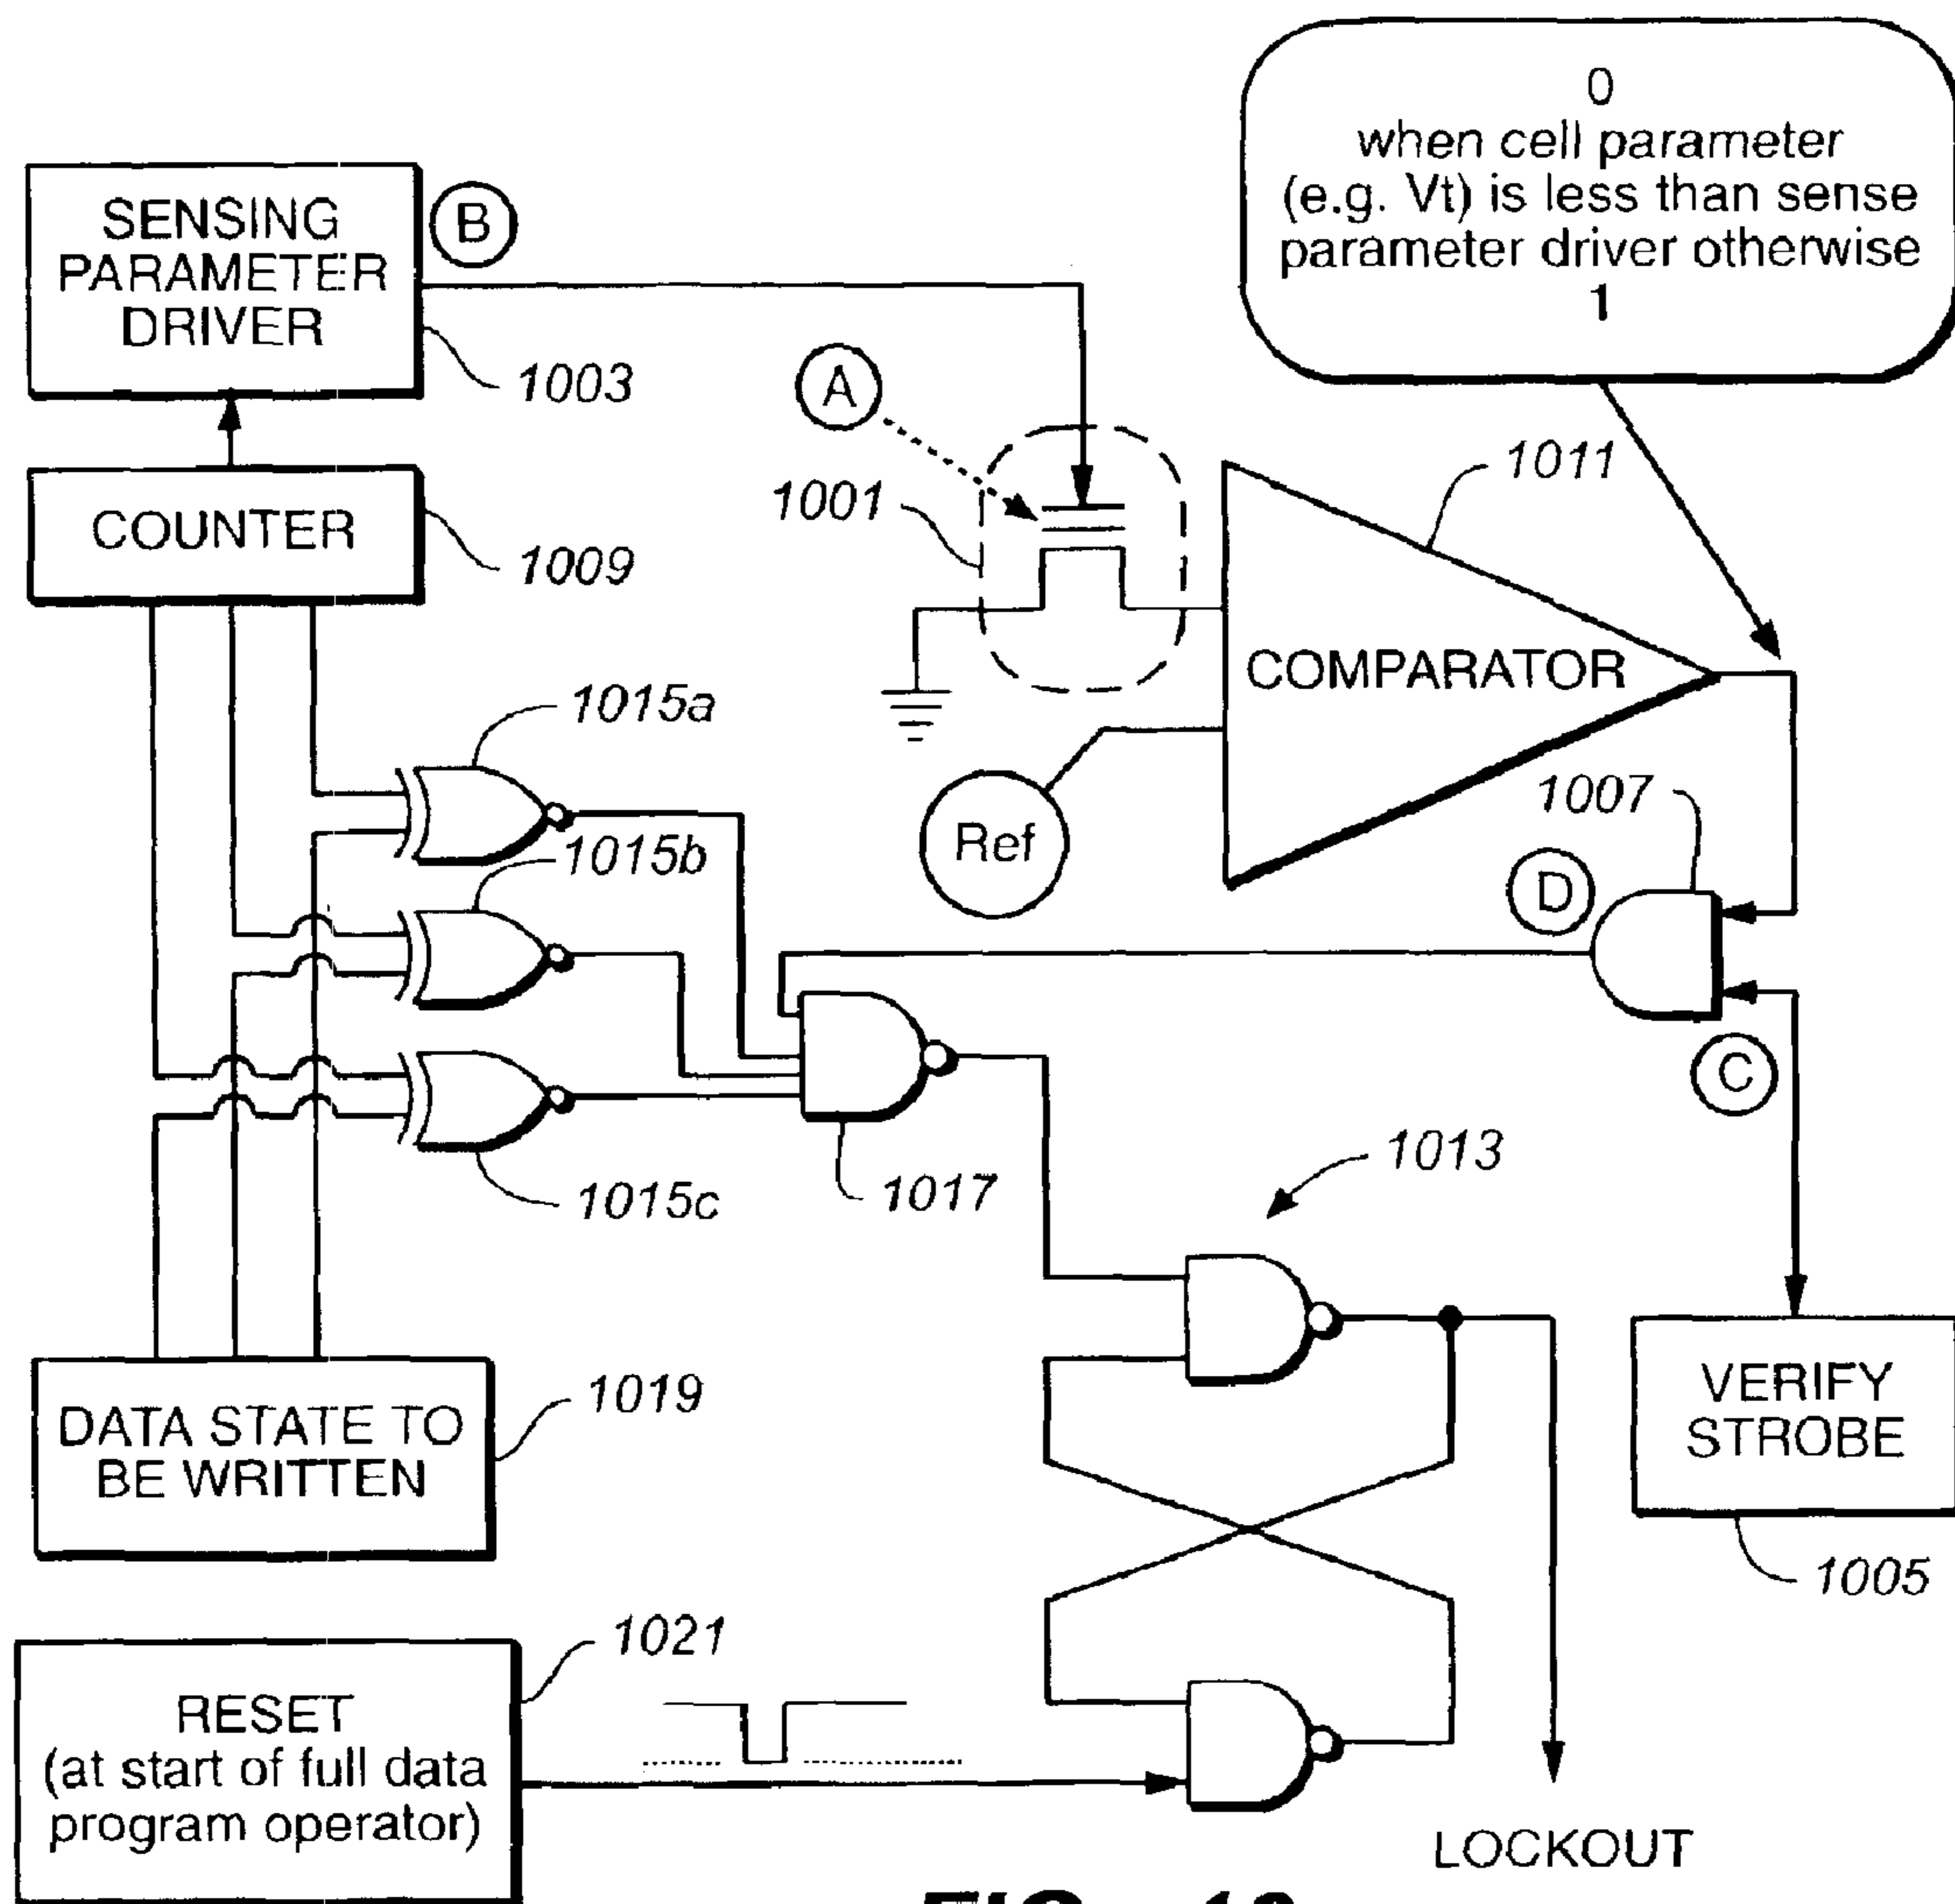 0
when cell parameter
(e.g. Vt) is less than sense
parameter driver otherwise
1
SENSING
PARAMETER
DRIVER
B
1003
A
1011
COUNTER
1009
1001
COMPARATOR
1015a
1007
Ref
1015b
D
C
1013
1015c
1017
DATA STATE TO
BE WRITTEN
1019
VERIFY
STROBE
1005
1021
RESET
(at start of full data
program operator)
LOCKOUT